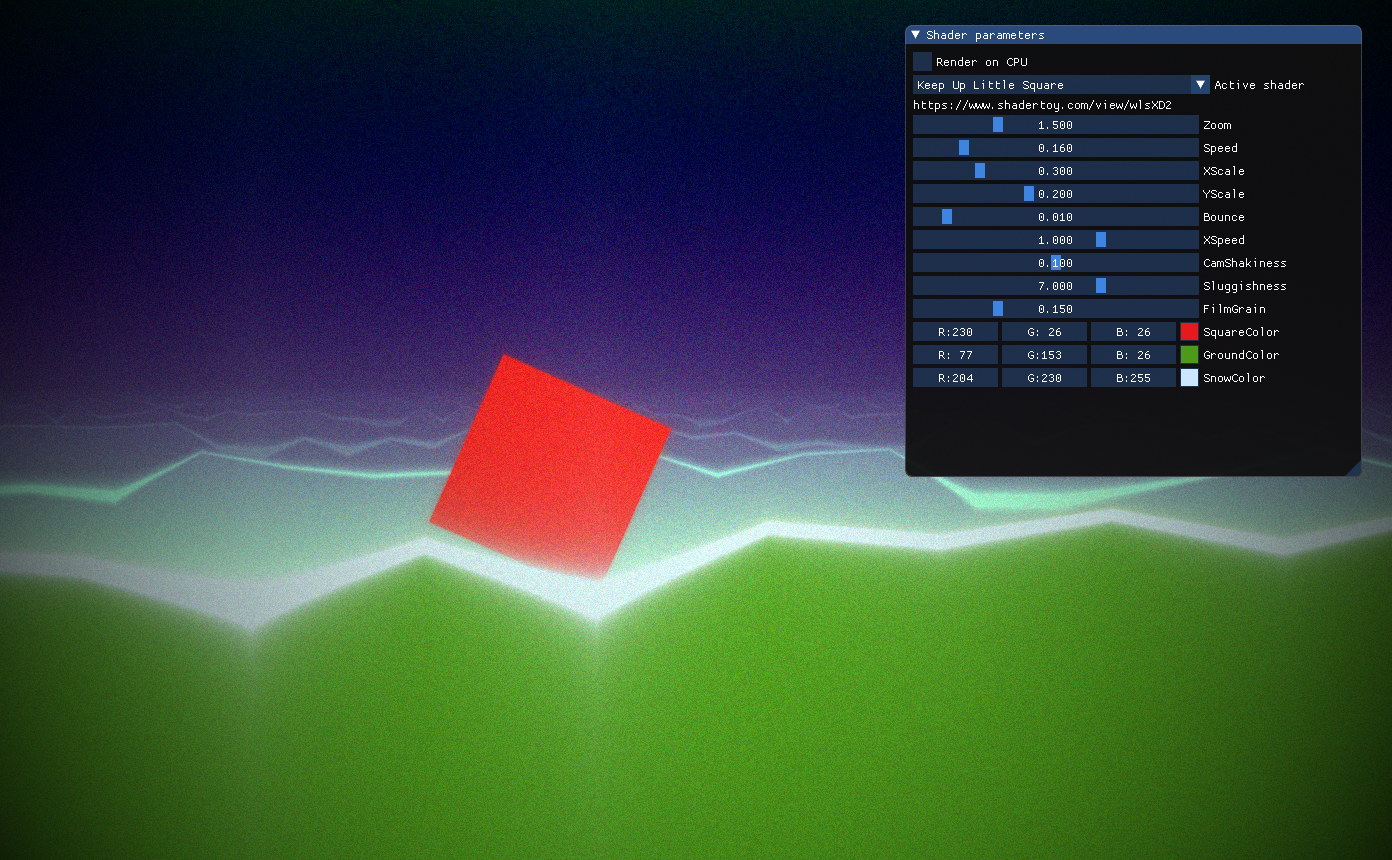 Shader parameters
Render on CPU
Keep Up Little Square Active shader
https://www.shadertoy.com/view/wlsXD2
1.500 Zoom
0.160 Speed
0.300 XScale
0.200 YScale
0.010 Bounce
1.000 XSpeed
0.100 CamShakiness
7.000 Sluggishness
0.150 FilmGrain
R:230 G: 26 B: 26 SquareColor
R: 77 G:153 B: 26 GroundColor
R:204 G:230 B:255 SnowColor